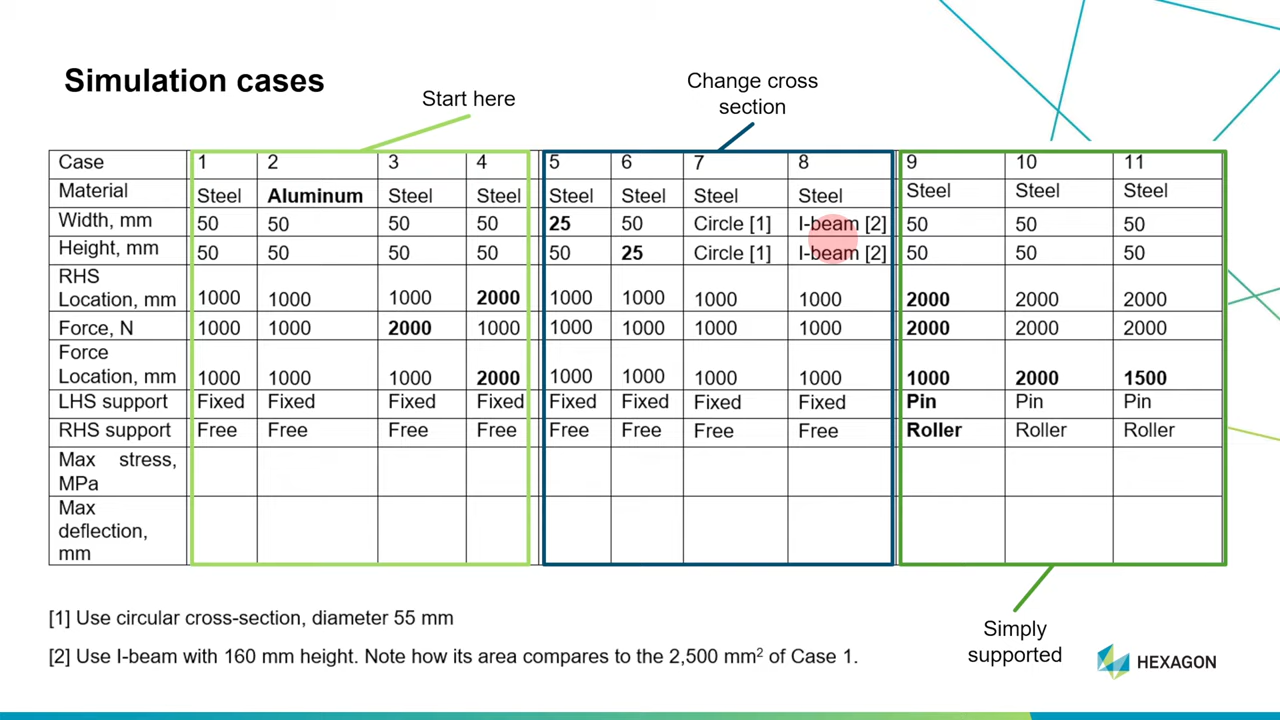 Simulation cases
Start here
Change cross
section
Case 1 2 3 4 5 6 7 8 9 10 11
Material Steel Aluminum Steel Steel Steel Steel Steel Steel Steel Steel Steel
Width, mm 50 50 50 50 25 50 Circle [1] I-beam [2] 50 50 50
Height, mm 50 50 50 50 50 25 Circle [1] I-beam [2] 50 50 50
RHS
Location, mm 1000 1000 1000 2000 1000 1000 1000 1000 2000 2000 2000
Force, N 1000 1000 2000 1000 1000 1000 1000 1000 2000 2000 2000
Force
Location, mm 1000 1000 1000 2000 1000 1000 1000 1000 1000 2000 1500
LHS support Fixed Fixed Fixed Fixed Fixed Fixed Fixed Fixed Pin Pin Pin
RHS support Free Free Free Free Free Free Free Free Roller Roller Roller
Max stress,
MPa
Max
deflection,
mm
[1] Use circular cross-section, diameter 55 mm
[2] Use I-beam with 160 mm height. Note how its area compares to the 2,500 mm² of Case 1.
Simply
supported
HEXAGON